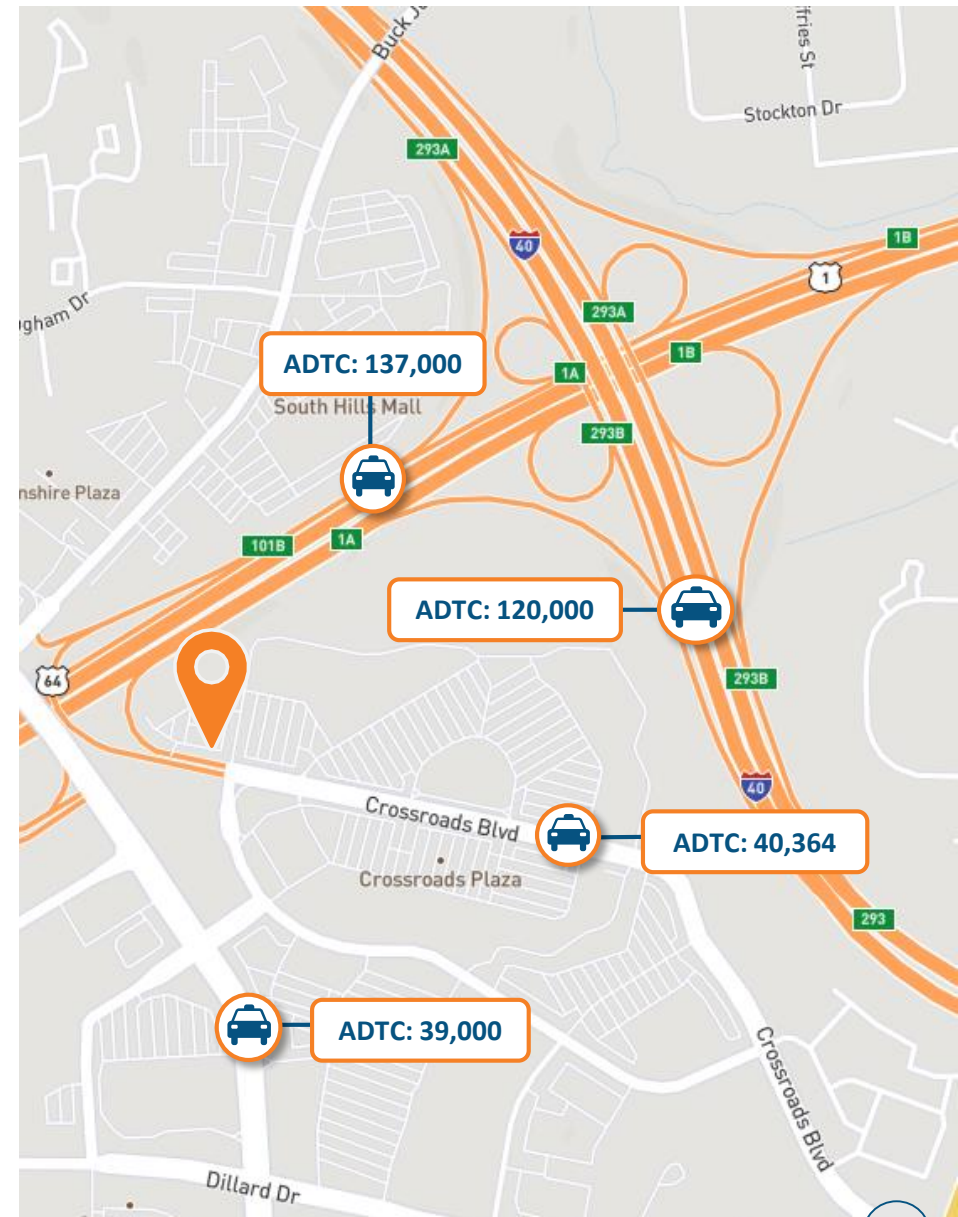 Buck J
ffries St
Stockton Dr
293A
40
1B
1
gham Dr
293A
1B
ADTC: 137,000
1A
South Hills Mall
293B
nshire Plaza
101B
1A
ADTC: 120,000
64
293B
40
Crossroads Blvd
ADTC: 40,364
Crossroads Plaza
293
ADTC: 39,000
Crossroads Blvd
Dillard Dr